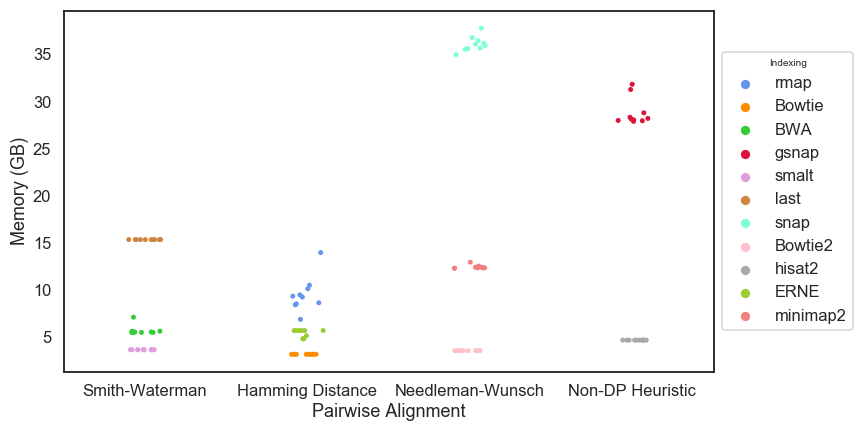 35
30
25
20
15
10
5
Memory (GB)
Smith-Waterman
Hamming Distance
Needleman-Wunsch
Non-DP Heuristic
Pairwise Alignment
Indexing
rmap
Bowtie
BWA
gsnap
smalt
last
snap
Bowtie2
hisat2
ERNE
minimap2